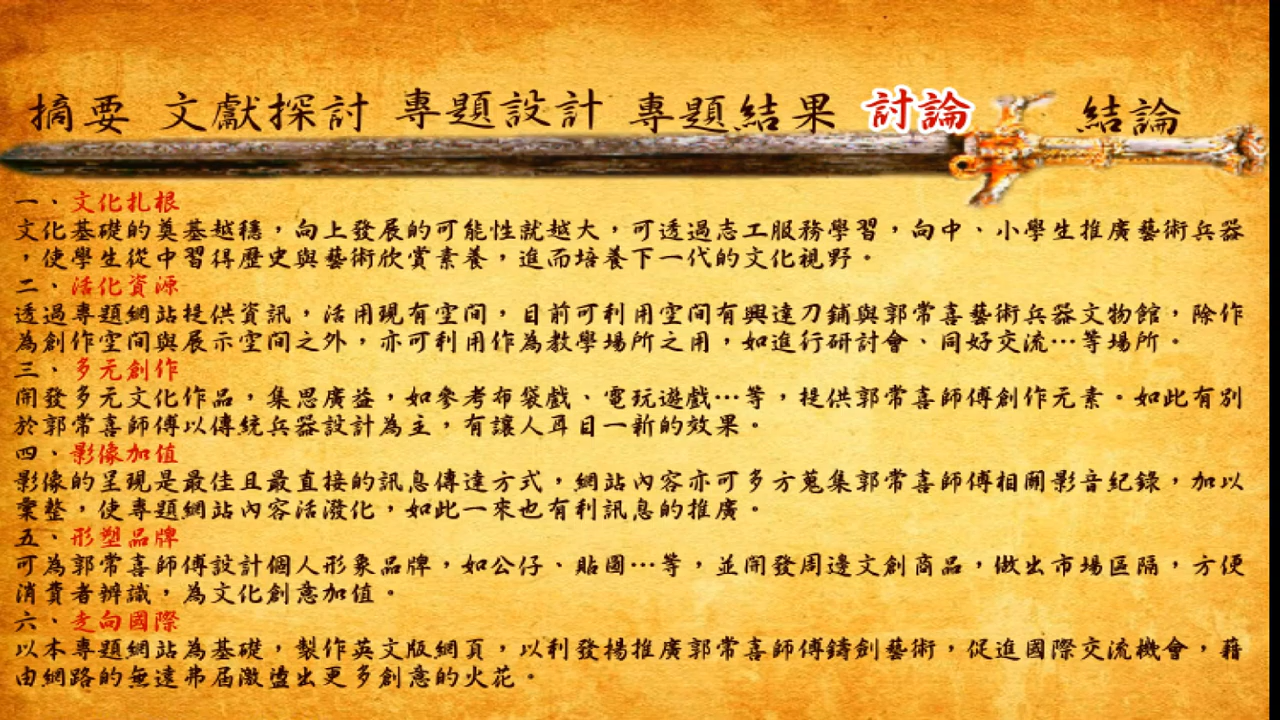 摘要 文獻探討 專題設計 專題結果 討論 結論
一、文化扎根
文化基礎的奠基越穩，向上發展的可能性就越大，可透過志工服務學習，向中、小學生推廣藝術兵器
，使學生從中習得歷史與藝術欣賞素養，進而培養下一代的文化視野。
二、活化資源
透過專題網站提供資訊，活用現有空間，目前可利用空間有興達刀鋪與郭常喜藝術兵器文物館，除作
為創作空間與展示空間之外，亦可利用作為教學場所之用，如進行研討會、同好交流…等場所。
三、多元創作
開發多元文化作品，集思廣益，如參考布袋戲、電玩遊戲…等，提供郭常喜師傅創作元素。如此有別
於郭常喜師傅以傳統兵器設計為主，有讓人耳目一新的效果。
四、影像加值
影像的呈現是最佳且最直接的訊息傳達方式，網站內容亦可多方蒐集郭常喜師傅相關影音紀錄，加以
彙整，使專題網站內容活潑化，如此一來也有利訊息的推廣。
五、形塑品牌
可為郭常喜師傅設計個人形象品牌，如公仔、貼圖…等，並開發周邊文創商品，做出市場區隔，方便
消費者辨識，為文化創意加值。
六、走向國際
以本專題網站為基礎，製作英文版網頁，以利發揚推廣郭常喜師傅鑄劍藝術，促進國際交流機會，藉
由網路的無遠弗屆激盪出更多創意的火花。